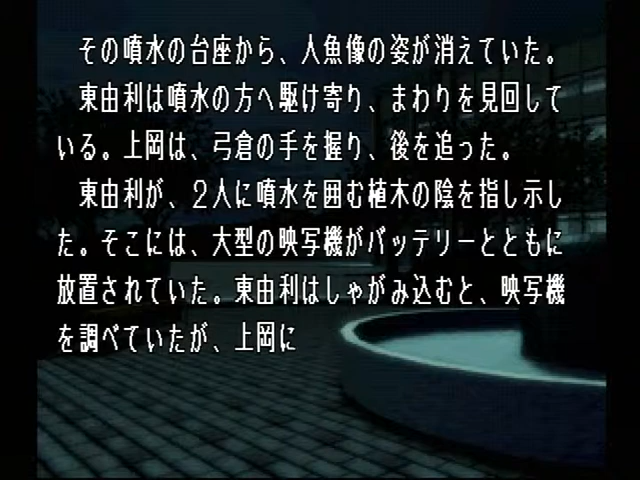 その噴水の台座から、人魚像の姿が消えていた。
東由利は噴水の方へ駆け寄り、まわりを見回して
いる。上岡は、弓倉の手を握り、後を追った。
東由利が、２人に噴水を囲む植木の陰を指し示し
た。そこには、大型の映写機がバッテリーとともに
放置されていた。東由利はしゃがみ込むと、映写機
を調べていたが、上岡に